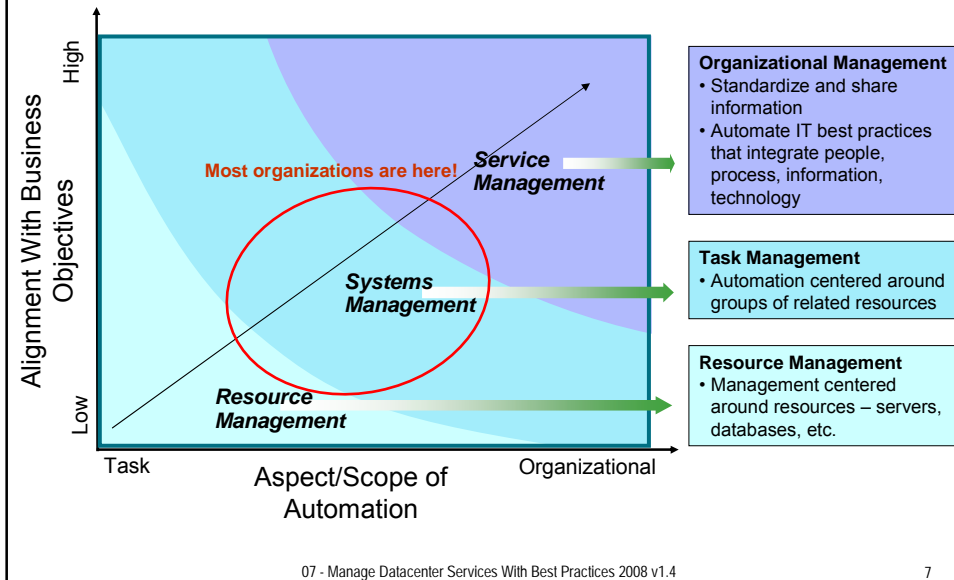 Alignment With Business
Objectives
High
Low
Most organizations are here!
Service
Management
Systems
Management
Resource
Management
Task
Organizational
Aspect/Scope of
Automation
Organizational Management
• Standardize and share
information
• Automate IT best practices
that integrate people,
process, information,
technology
Task Management
• Automation centered around
groups of related resources
Resource Management
• Management centered
around resources – servers,
databases, etc.
07 - Manage Datacenter Services With Best Practices 2008 v1.4
7